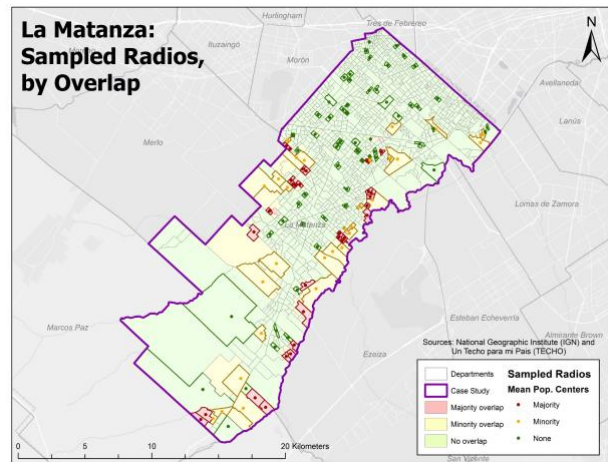 La Matanza:
Sampled Radios,
by Overlap
Hurlingham
Tres de Febrero
Ituzaingó
Morón
N
Avellaneda
Lanús
Merlo
La Matanza
Lomas de Zamora
Marcos Paz
Esteban Echeverría
Almirante Brown
Ezeiza
San Vicente
Sources: National Geographic Institute (IGN) and
Un Techo para mi Pais (TECHO)
Departments
Case Study
Majority overlap
Minority overlap
No overlap
Sampled Radios
Mean Pop. Centers
Majority
Minority
None
0 5 10 20 Kilometers